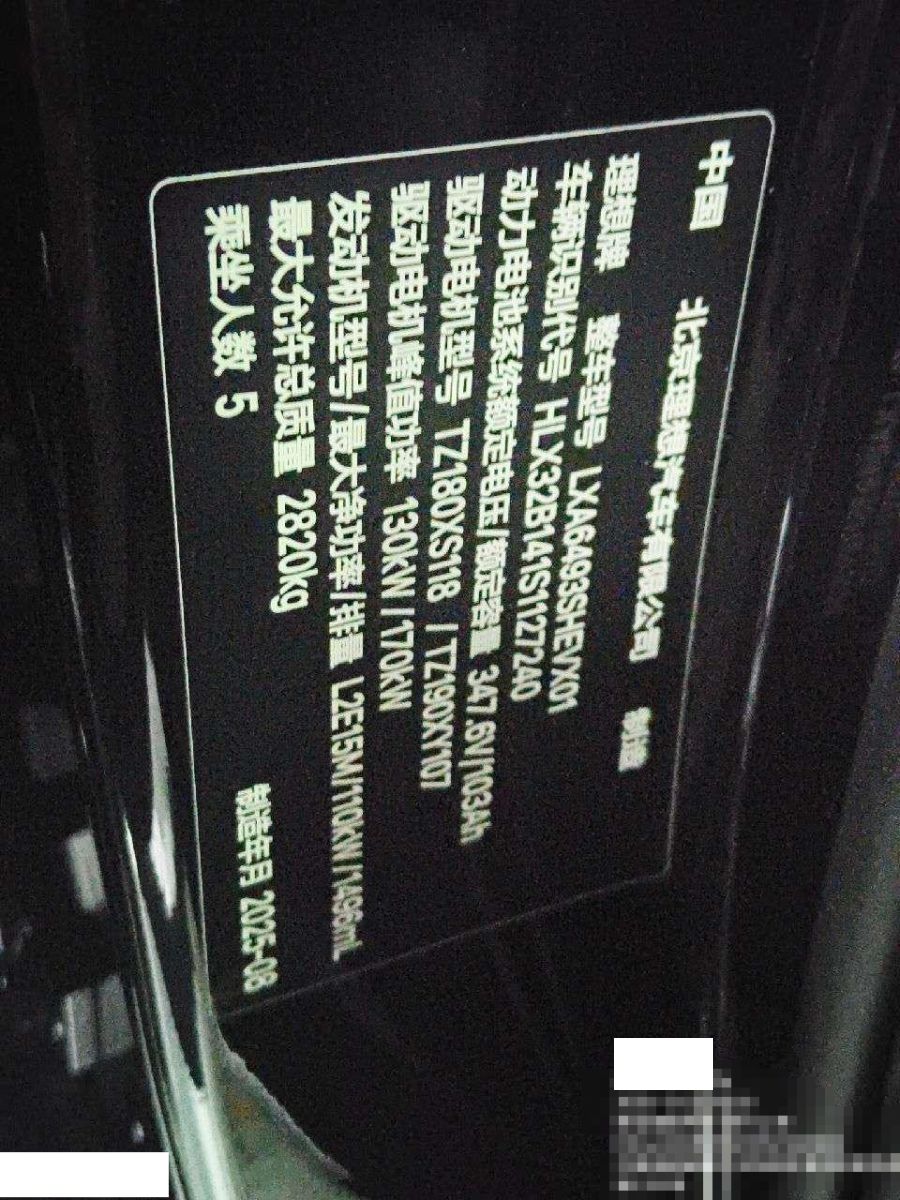 中国 北京理想汽车有限公司 制造
理想牌 整车型号 LXA6493SHEVX01
车辆识别代号 HLX32B141S1127240
动力电池系统额定电压/额定容量 347.6V/103Ah
驱动电机型号 TZ180XS118 /TZ190XY107
驱动电机峰值功率 130kW /170kW
发动机型号/最大净功率/排量 L2E15M/110kW/1496mL
最大允许总质量 2820kg
乘坐人数 5 制造年月 2025-08